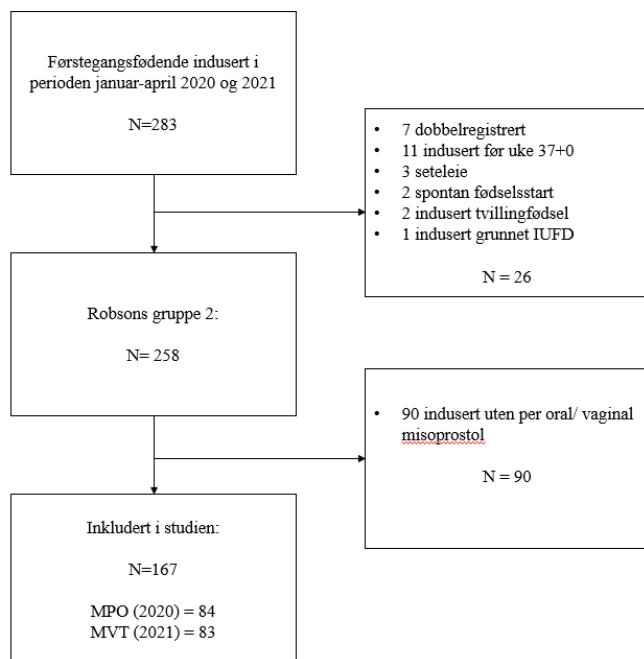 Førstegangsfødende indusert i
perioden januar-april 2020 og 2021
N=283
• 7 dobbelregistrert
• 11 indusert før uke 37+0
• 3 seteleie
• 2 spontan fødselsstart
• 2 indusert tvillingfødsel
• 1 indusert grunnet IUFD
N = 26
Robsons gruppe 2:
N= 258
• 90 indusert uten per oral/ vaginal
misoprostol
N = 90
Inkludert i studien:
N=167
MPO (2020) = 84
MVT (2021) = 83